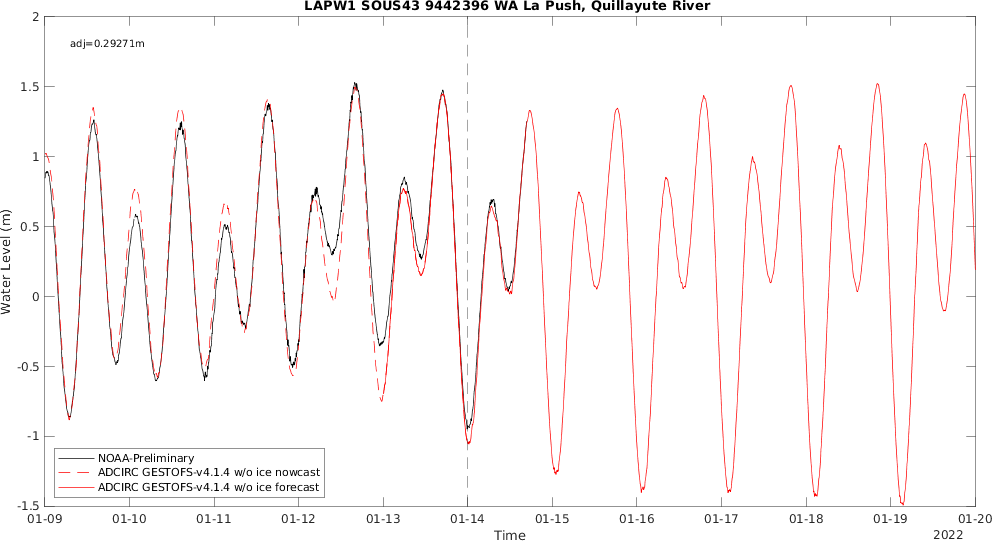 LAPW1 SOUS43 9442396 WA La Push, Quillayute River
adj=0.29271m
Water Level (m)
2
1.5
1
0.5
0
-0.5
-1
-1.5
NOAA-Preliminary
ADCIRC GESTOFS-v4.1.4 w/o ice nowcast
ADCIRC GESTOFS-v4.1.4 w/o ice forecast
01-09 01-10 01-11 01-12 01-13 01-14 01-15 01-16 01-17 01-18 01-19 01-20
Time
2022